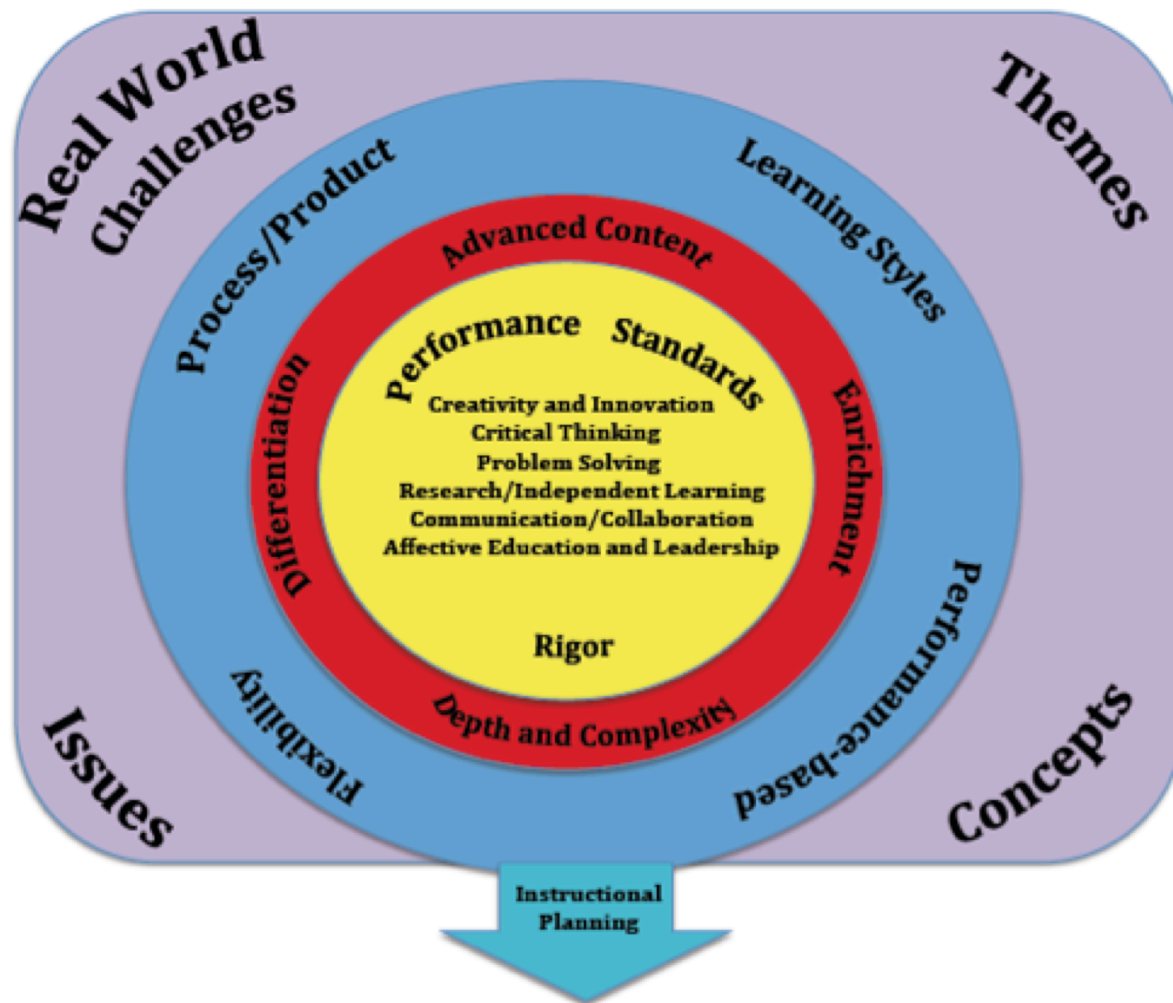 Real World
Challenges
Themes
Process/Product
Learning Styles
Advanced Content
Differentiation
Enrichment
Performance Standards
Creativity and Innovation
Critical Thinking
Problem Solving
Research/Independent Learning
Communication/Collaboration
Affective Education and Leadership
Rigor
Depth and Complexity
Flexibility
Performance-based
Issues
Concepts
Instructional
Planning